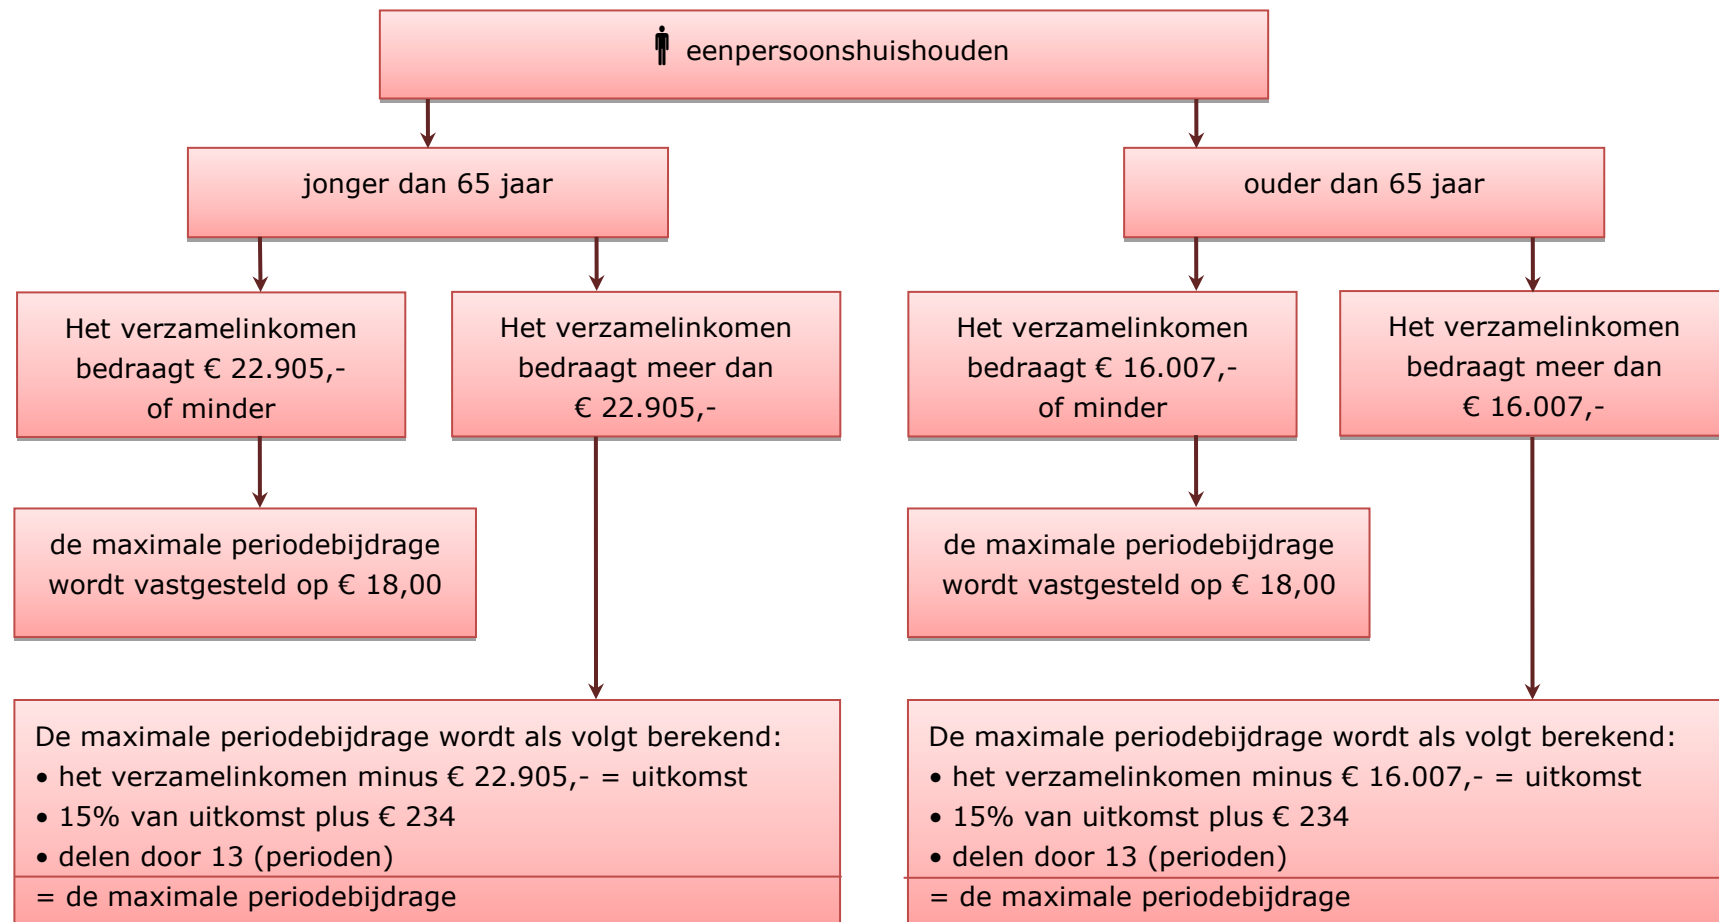 eenpersoonshuishouden
jonger dan 65 jaar
ouder dan 65 jaar
Het verzamelinkomen
bedraagt € 22.905,-
of minder
Het verzamelinkomen
bedraagt meer dan
€ 22.905,-
Het verzamelinkomen
bedraagt € 16.007,-
of minder
Het verzamelinkomen
bedraagt meer dan
€ 16.007,-
de maximale periodebijdrage
wordt vastgesteld op € 18,00
de maximale periodebijdrage
wordt vastgesteld op € 18,00
De maximale periodebijdrage wordt als volgt berekend:
• het verzamelinkomen minus € 22.905,- = uitkomst
• 15% van uitkomst plus € 234
• delen door 13 (perioden)
= de maximale periodebijdrage
De maximale periodebijdrage wordt als volgt berekend:
• het verzamelinkomen minus € 16.007,- = uitkomst
• 15% van uitkomst plus € 234
• delen door 13 (perioden)
= de maximale periodebijdrage